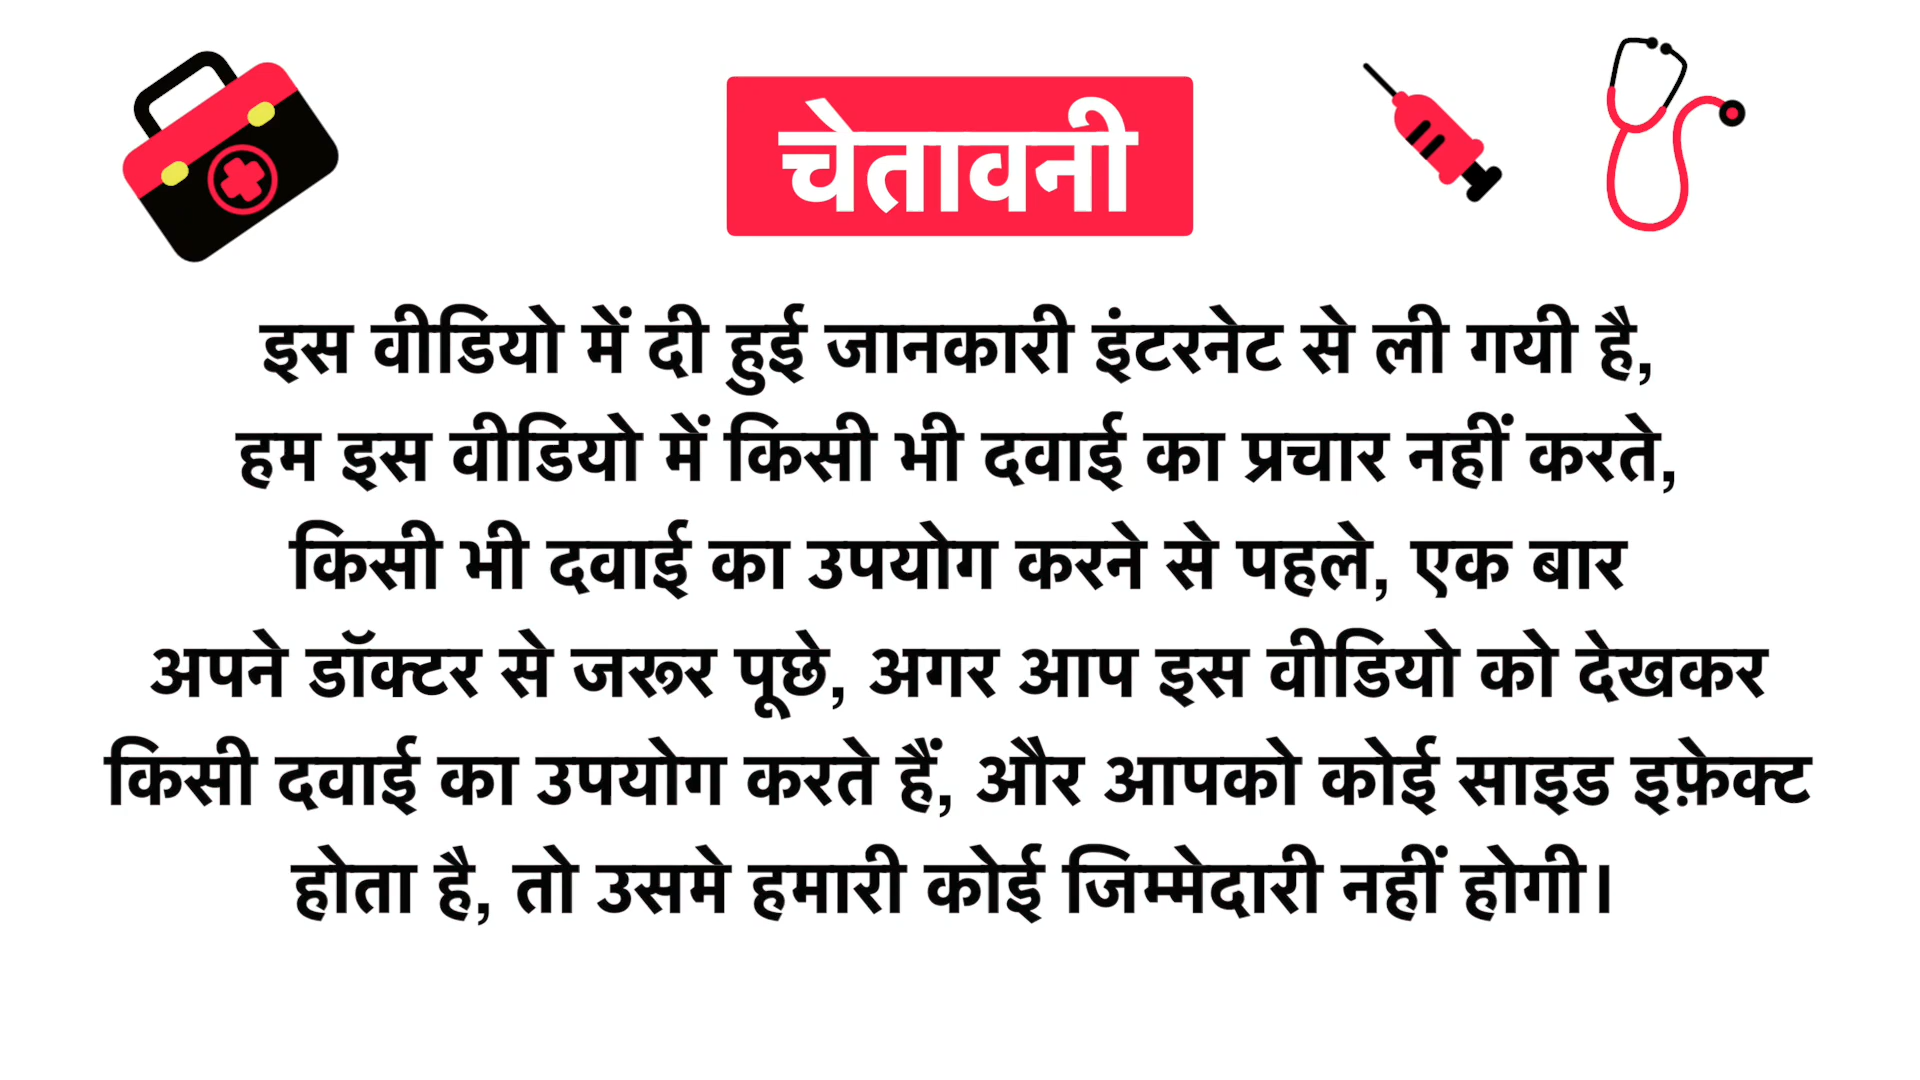 चेतावनी
इस वीडियो में दी हुई जानकारी इंटरनेट से ली गयी है,
हम इस वीडियो में किसी भी दवाई का प्रचार नहीं करते,
किसी भी दवाई का उपयोग करने से पहले, एक बार
अपने डॉक्टर से जरूर पूछे, अगर आप इस वीडियो को देखकर
किसी दवाई का उपयोग करते हैं, और आपको कोई साइड इफ़ेक्ट
होता है, तो उसमे हमारी कोई जिम्मेदारी नहीं होगी।